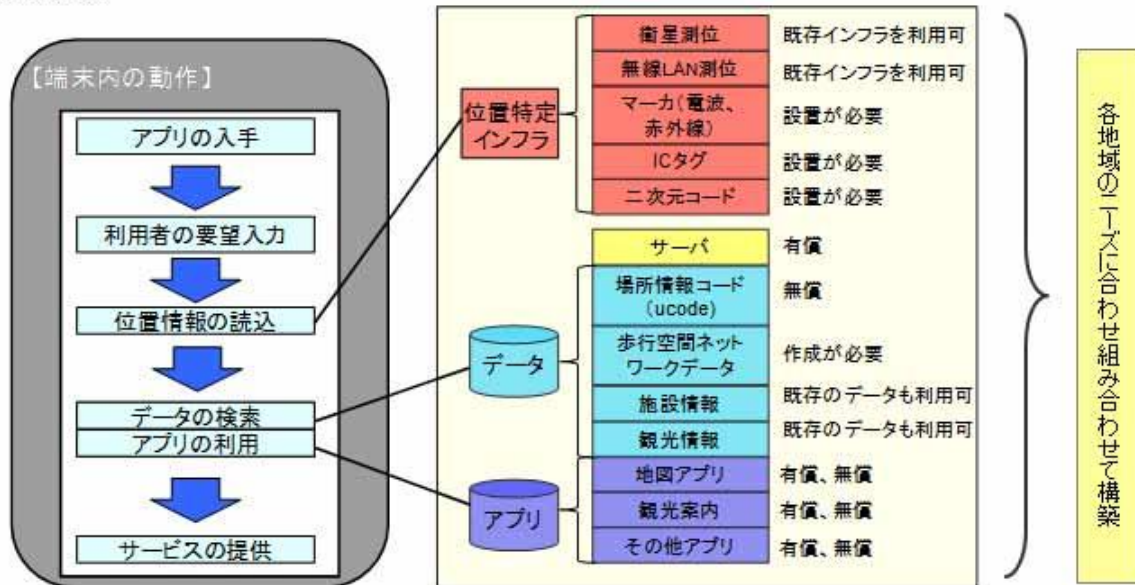 【端末内の動作】
アプリの入手
利用者の要望入力
位置情報の読込
データの検索
アプリの利用
サービスの提供
位置特定
インフラ
衛星測位
既存インフラを利用可
無線LAN測位
既存インフラを利用可
マーカ(電波、
赤外線)
設置が必要
ICタグ
設置が必要
二次元コード
設置が必要
サーバ
有償
データ
場所情報コード
(ucode)
無償
歩行空間ネット
ワークデータ
作成が必要
施設情報
既存のデータも利用可
観光情報
既存のデータも利用可
アプリ
地図アプリ
有償、無償
観光案内
有償、無償
その他アプリ
有償、無償
各地域のニーズに合わせ組み合わせて構築